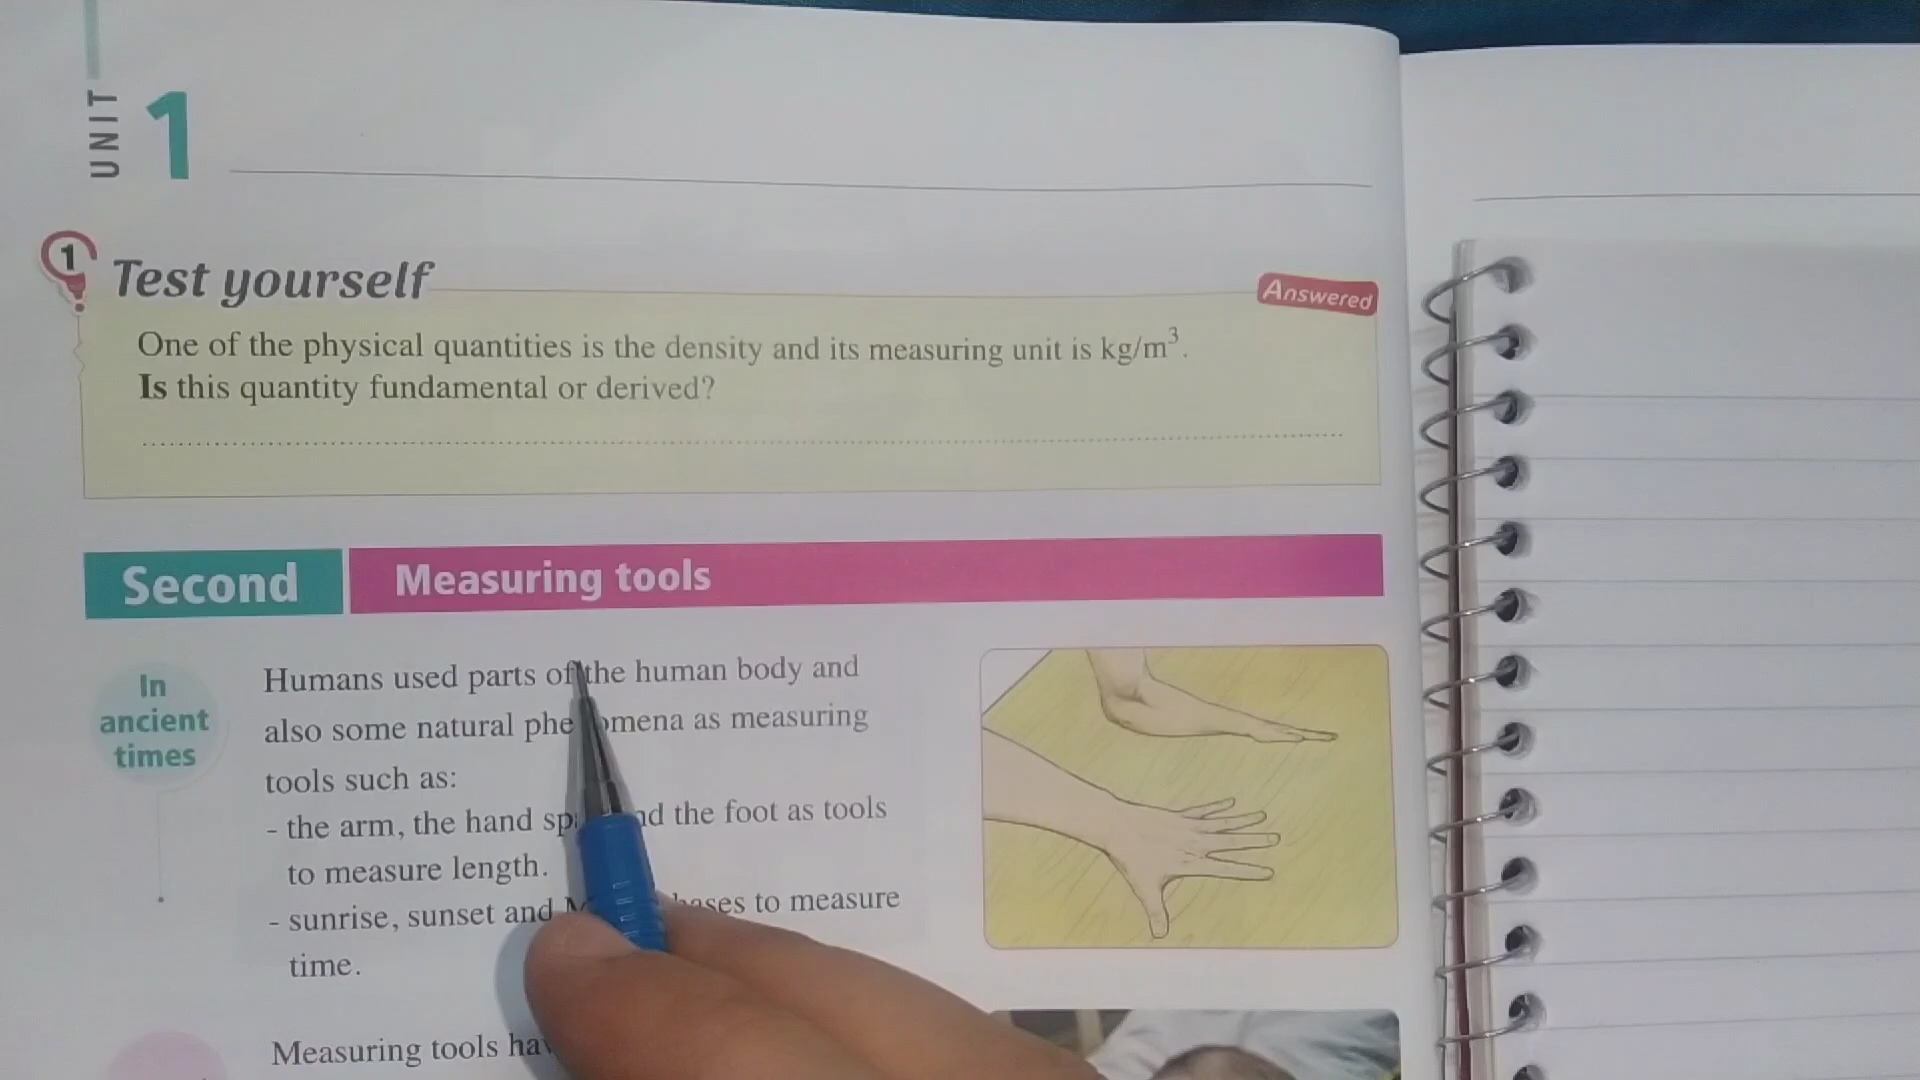 UNIT 1
1 Test yourself
Answered
One of the physical quantities is the density and its measuring unit is kg/m³.
Is this quantity fundamental or derived?
Second Measuring tools
In
ancient
times
Humans used parts of the human body and
also some natural phe omena as measuring
tools such as:
- the arm, the hand sp nd the foot as tools
to measure length.
- sunrise, sunset and to measure
time.
Measuring tools